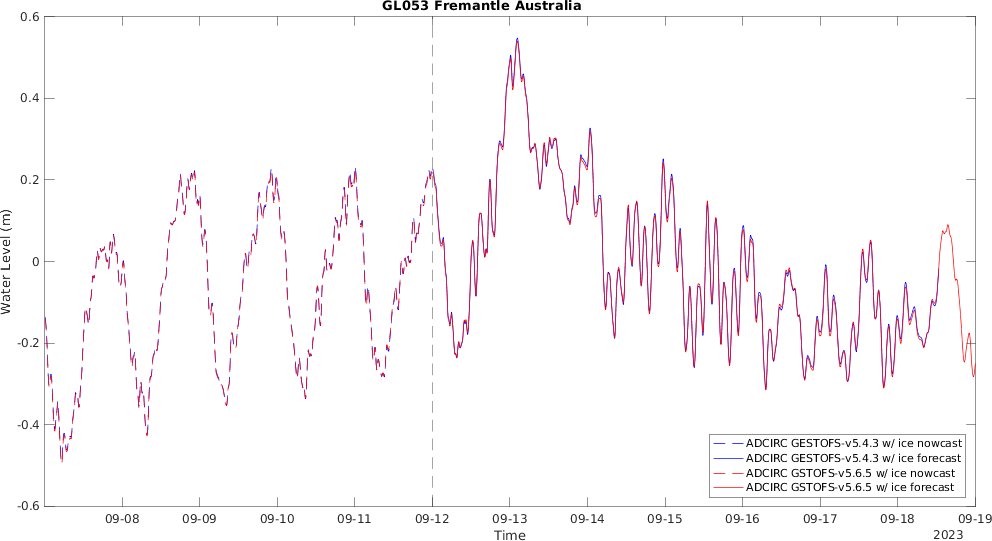 GL053 Fremantle Australia
Water Level (m)
0.6
0.4
0.2
0
-0.2
-0.4
-0.6
ADCIRC GESTOFS-v5.4.3 w/ ice nowcast
ADCIRC GESTOFS-v5.4.3 w/ ice forecast
ADCIRC GSTOFS-v5.6.5 w/ ice nowcast
ADCIRC GSTOFS-v5.6.5 w/ ice forecast
09-08 09-09 09-10 09-11 09-12 09-13 09-14 09-15 09-16 09-17 09-18 09-19
Time
2023